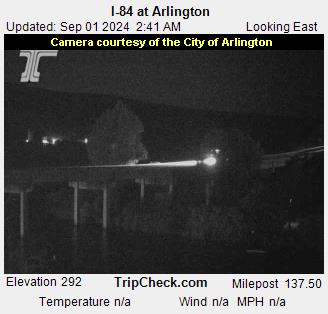 I-84 at Arlington
Updated: Sep 01 2024 2:41 AM Looking East
Camera courtesy of the City of Arlington
Elevation 292 TripCheck.com Milepost 137.50
Temperature n/a Wind n/a MPH n/a